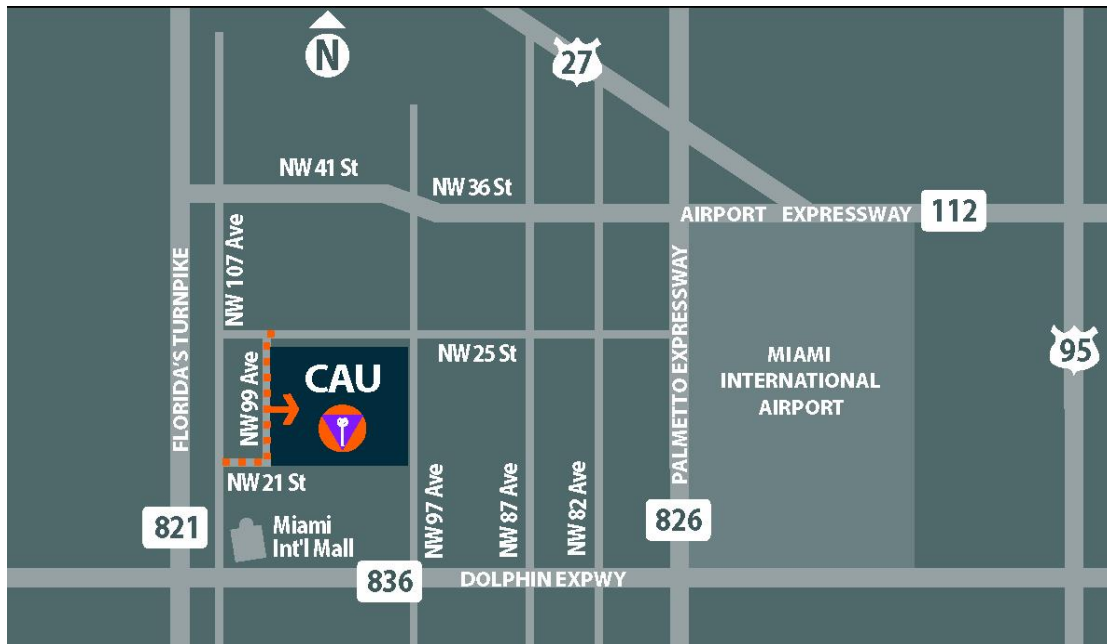 N
27
NW 41 St
NW 36 St
AIRPORT EXPRESSWAY
112
NW 107 Ave
FLORIDA'S TURNPIKE
PALMETTO EXPRESSWAY
95
NW 25 St
MIAMI
INTERNATIONAL
AIRPORT
CAU
NW 99 Ave
NW 21 St
NW 97 Ave
NW 87 Ave
NW 82 Ave
821
Miami
Int'l Mall
826
836
DOLPHIN EXPWY